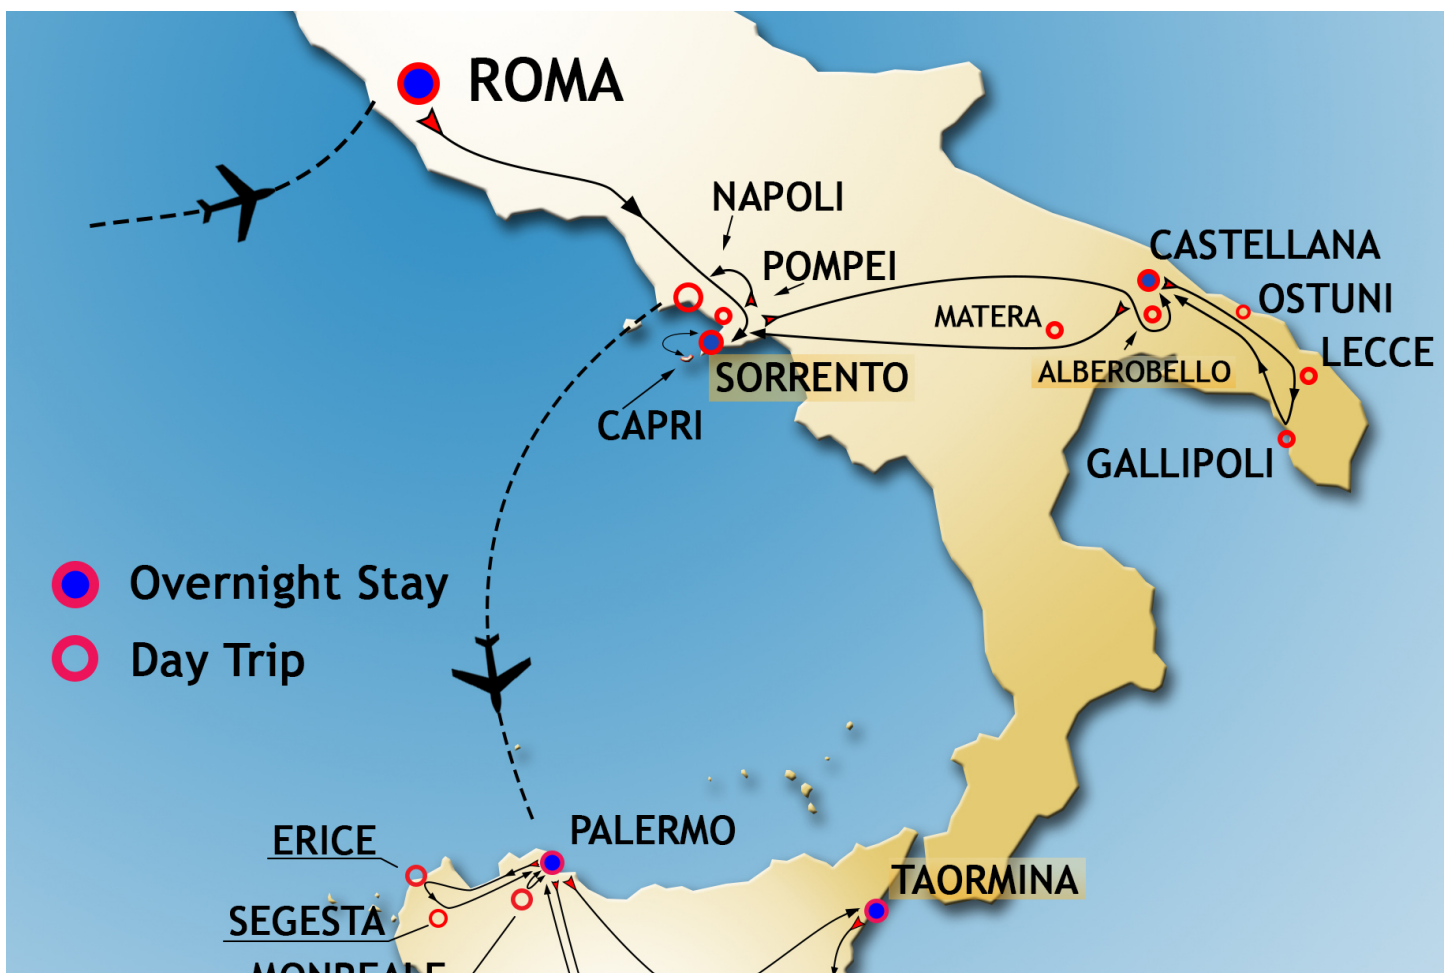 ROMA
NAPOLI
POMPEI
CASTELLANA
OSTUNI
MATERA
LECCE
ALBEROBELLO
SORRENTO
CAPRI
GALLIPOLI
Overnight Stay
Day Trip
PALERMO
ERICE
TAORMINA
SEGESTA
MONREALE